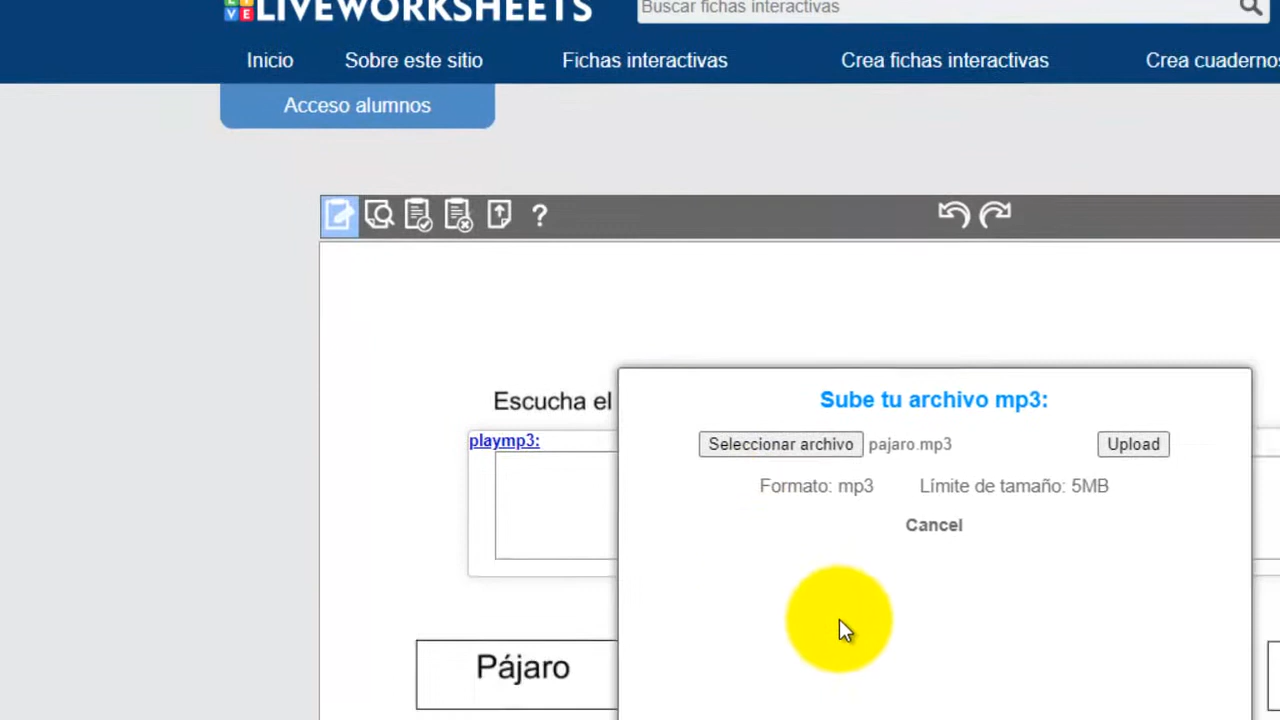 LIVEWORKSHEETS
Buscar fichas interactivas
Inicio Sobre este sitio Fichas interactivas Crea fichas interactivas Crea cuadernos
Acceso alumnos
?
Escucha el
Sube tu archivo mp3:
playmp3:
Seleccionar archivo pajaro.mp3 Upload
Formato: mp3 Límite de tamaño: 5MB
Cancel
Pájaro